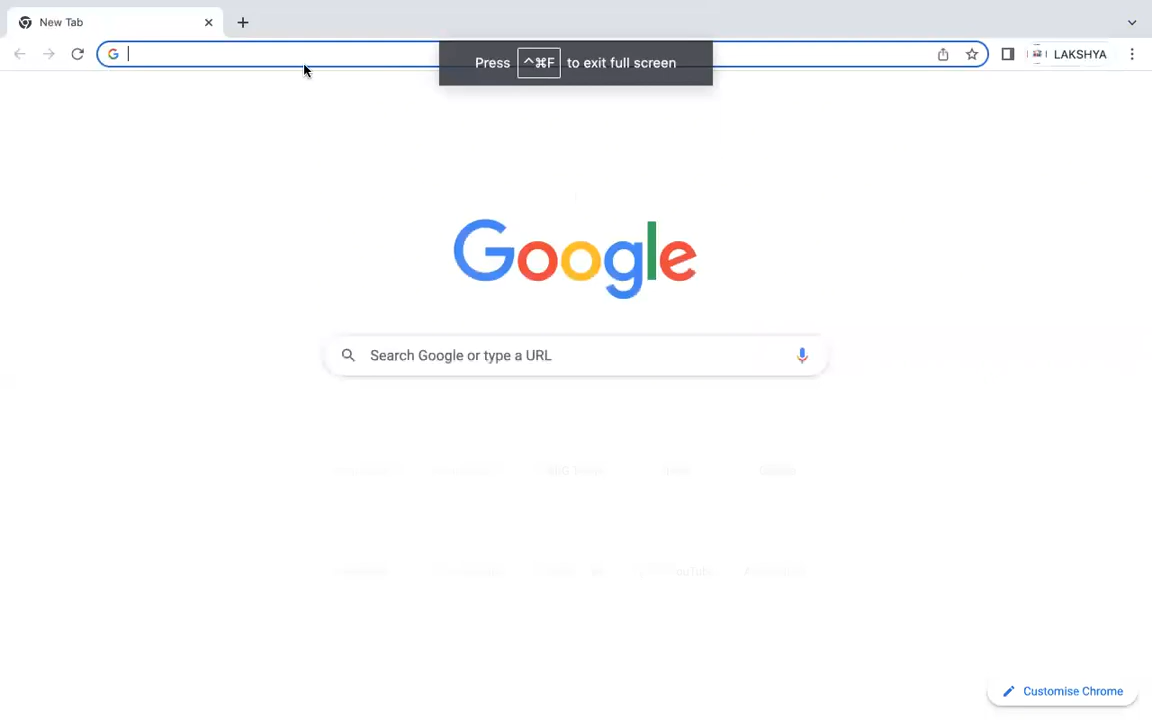 New Tab
LAKSHYA
Press ^⌘F to exit full screen
Google
Search Google or type a URL
Customise Chrome